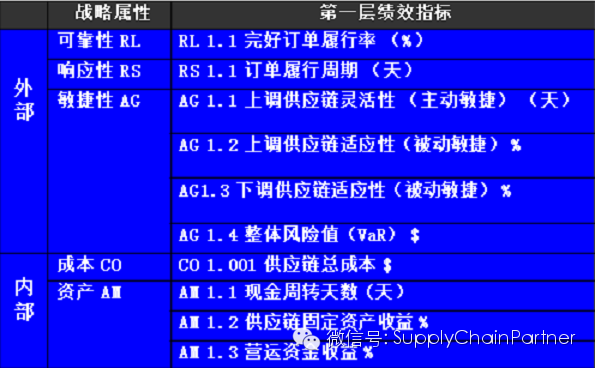 战略属性 第一层绩效指标
外部 可靠性 RL RL 1.1 完好订单履行率 (%)
响应性 RS RS 1.1 订单履行周期 (天)
敏捷性 AG AG 1.1 上调供应链灵活性 (主动敏捷) (天)
AG 1.2 上调供应链适应性(被动敏捷) %
AG1.3 下调供应链适应性(被动敏捷) %
AG 1.4 整体风险值(VaR) $
内部 成本 CO CO 1.001 供应链总成本 $
资产 AM AM 1.1 现金周转天数(天)
AM 1.2 供应链固定资产收益 %
微信号: SupplyChainPartner
AM 1.3 营运资金收益 %